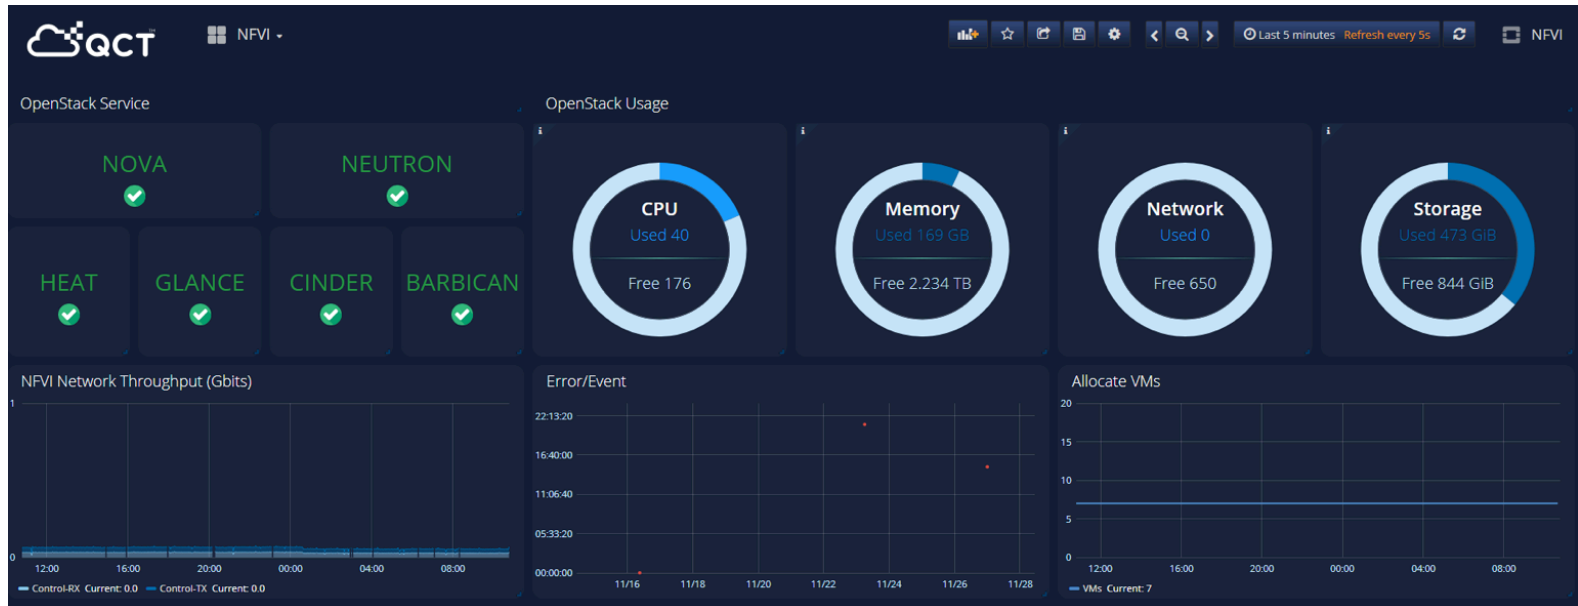 QCT
NFVI
Last 5 minutes Refresh every 5s
NFVI
OpenStack Service
OpenStack Usage
NOVA
NEUTRON
HEAT
GLANCE
CINDER
BARBICAN
i
CPU
Used 40
Free 176
i
Memory
Used 169 GB
Free 2.234 TB
i
Network
Used 0
Free 650
i
Storage
Used 473 GiB
Free 844 GiB
NFVI Network Throughput (Gbits)
1
0
12:00 16:00 20:00 00:00 04:00 08:00
Control-RX Current: 0.0 Control-TX Current: 0.0
Error/Event
22:13:20
16:40:00
11:06:40
05:33:20
00:00:00
11/16 11/18 11/20 11/22 11/24 11/26 11/28
Allocate VMs
20
15
10
5
0
12:00 16:00 20:00 00:00 04:00 08:00
VMs Current: 7